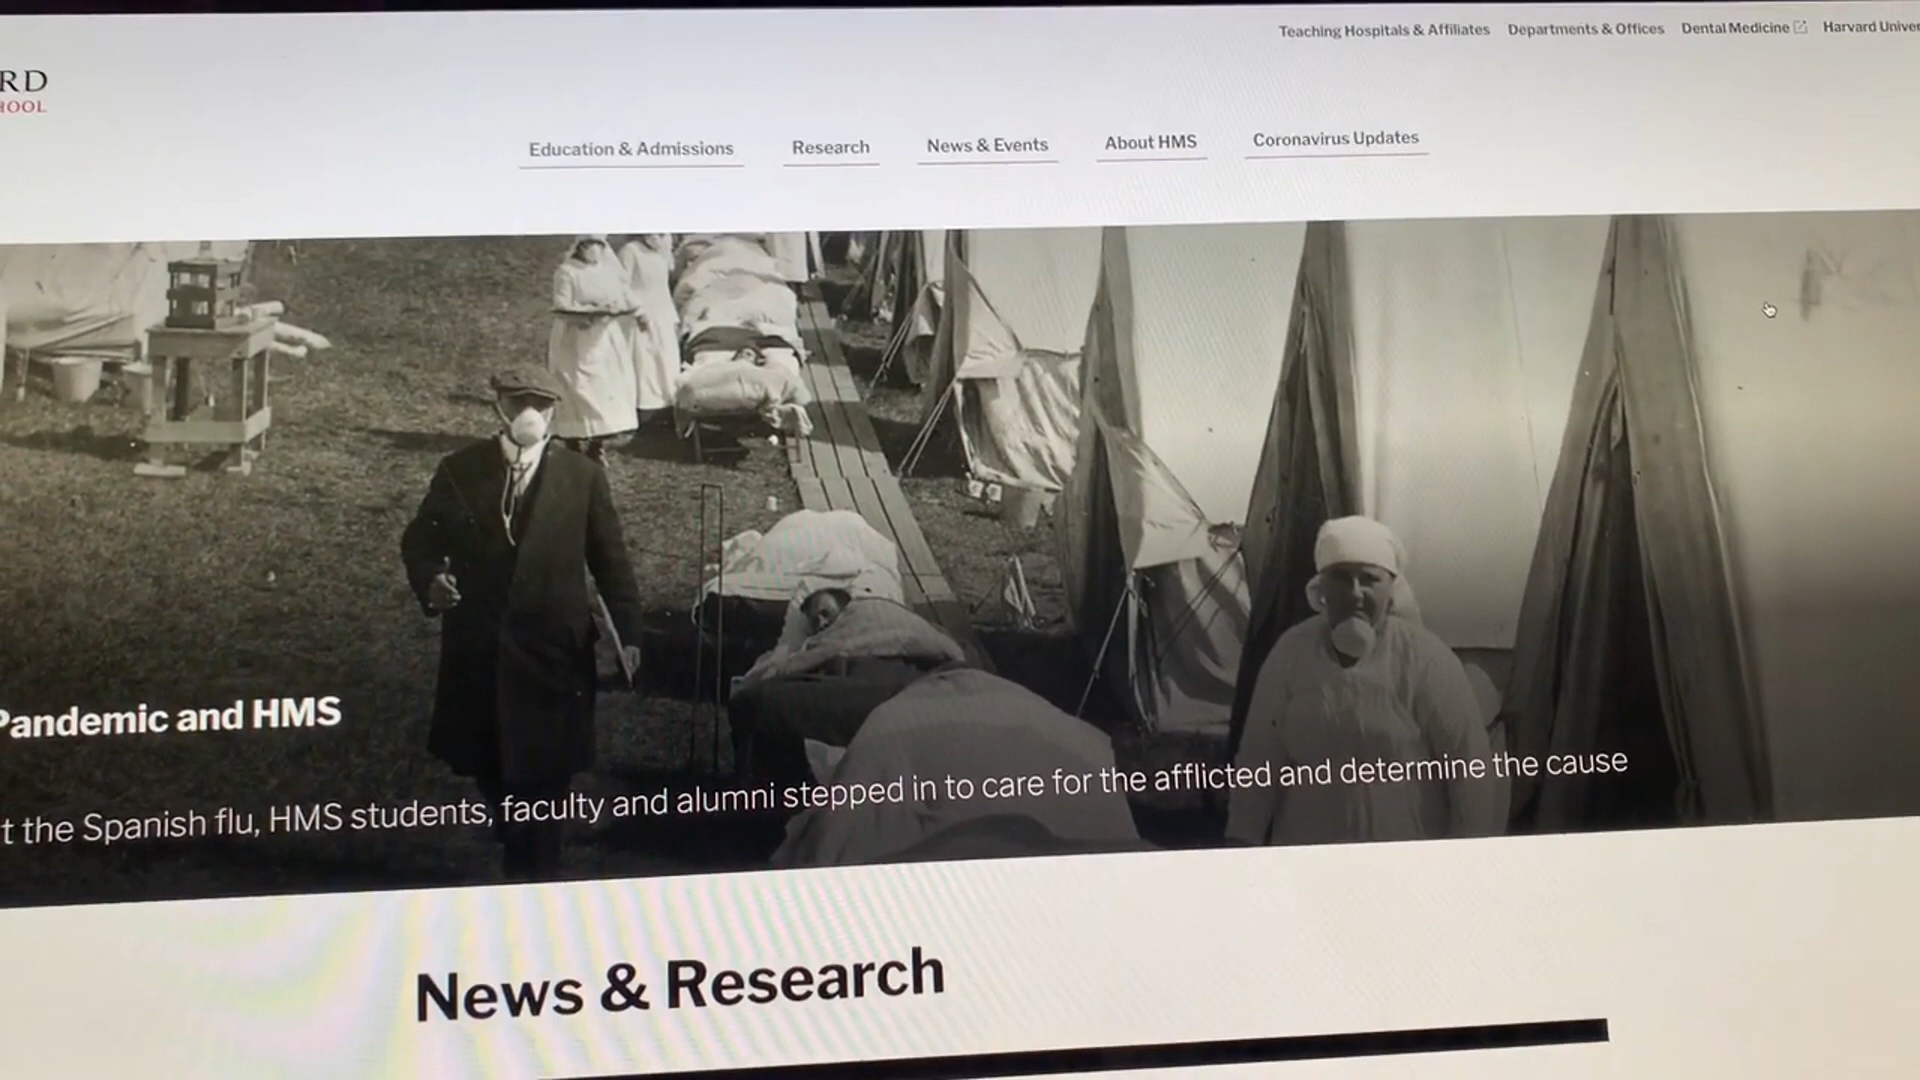 Teaching Hospitals & Affiliates Departments & Offices Dental Medicine Harvard Univer
RD
HOOL
Education & Admissions Research News & Events About HMS Coronavirus Updates
Pandemic and HMS
t the Spanish flu, HMS students, faculty and alumni stepped in to care for the afflicted and determine the cause
News & Research